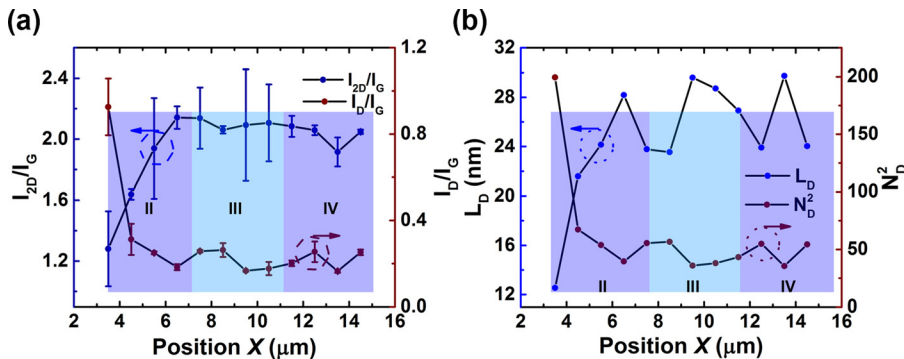 (a)
I2D/IG
2.4
2.0
1.6
1.2
1.2
0.8
0.4
0.0
ID/IG
I2D/IG
ID/IG
II
III
IV
2 4 6 8 10 12 14 16
Position X (μm)
(b)
LD (nm)
32
28
24
20
16
12
200
150
100
50
0
N²D
LD
N²D
II
III
IV
2 4 6 8 10 12 14 16
Position X (μm)